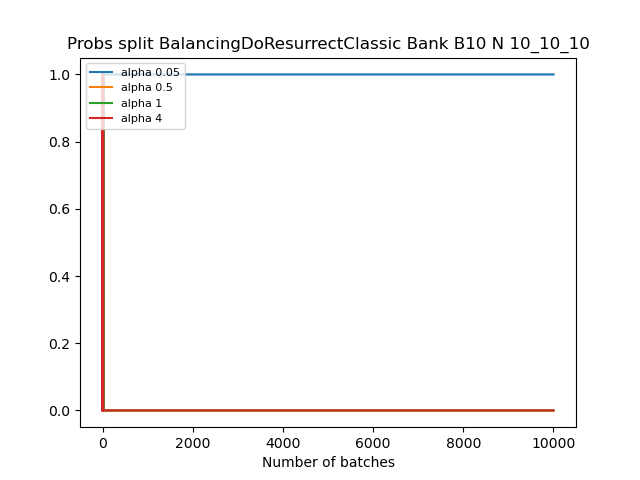 Probs split BalancingDoResurrectClassic Bank B10 N 10_10_10
alpha 0.05
alpha 0.5
alpha 1
alpha 4
1.0
0.8
0.6
0.4
0.2
0.0
0 2000 4000 6000 8000 10000
Number of batches